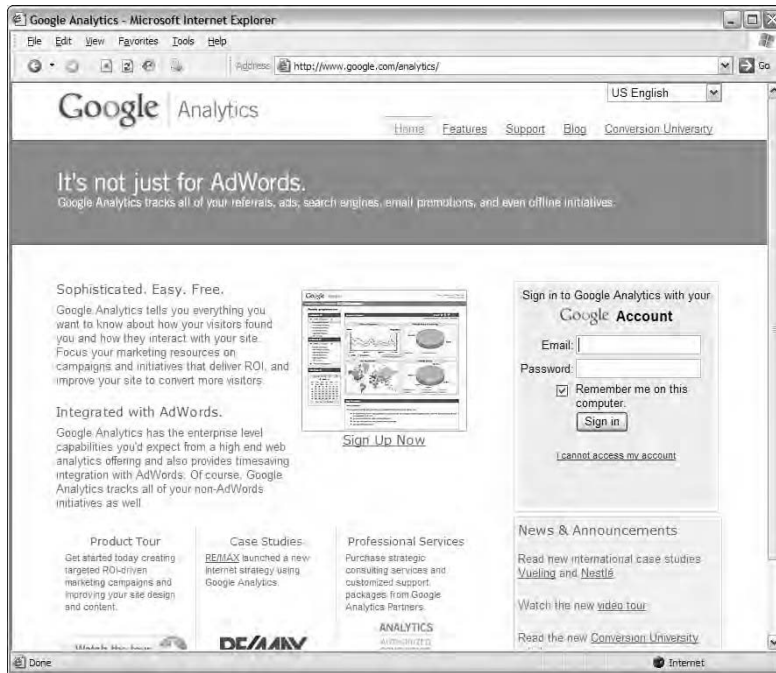 Google Analytics - Microsoft Internet Explorer
File Edit View Favorites Tools Help
Address http://www.google.com/analytics/ Go
US English
Google Analytics
Home Features Support Blog Conversion University
It's not just for AdWords.
Google Analytics tracks all of your referrals, ads, search engines, email promotions, and even offline initiatives.
Sophisticated. Easy. Free.
Google Analytics tells you everything you
want to know about how your visitors found
you and how they interact with your site.
Focus your marketing resources on
campaigns and initiatives that deliver ROI, and
improve your site to convert more visitors.
Integrated with AdWords.
Google Analytics has the enterprise level
capabilities you'd expect from a high end web
analytics offering and also provides timesaving
integration with AdWords. Of course, Google
Analytics tracks all of your non-AdWords
initiatives as well.
Sign Up Now
Sign in to Google Analytics with your
Google Account
Email:
Password:
Remember me on this
computer.
Sign in
I cannot access my account
Product Tour
Get started today creating
targeted ROI-driven
marketing campaigns and
improving your site design
and content.
Watch the tour
Case Studies
RE/MAX launched a new
internet strategy using
Google Analytics.
RE/MAX
Professional Services
Purchase strategic
consulting services and
customized support
packages from Google
Analytics Partners.
ANALYTICS
AUTHORIZED
News & Announcements
Read new international case studies
Vueling and Nestlé
Watch the new video tour
Read the new Conversion University
Done Internet